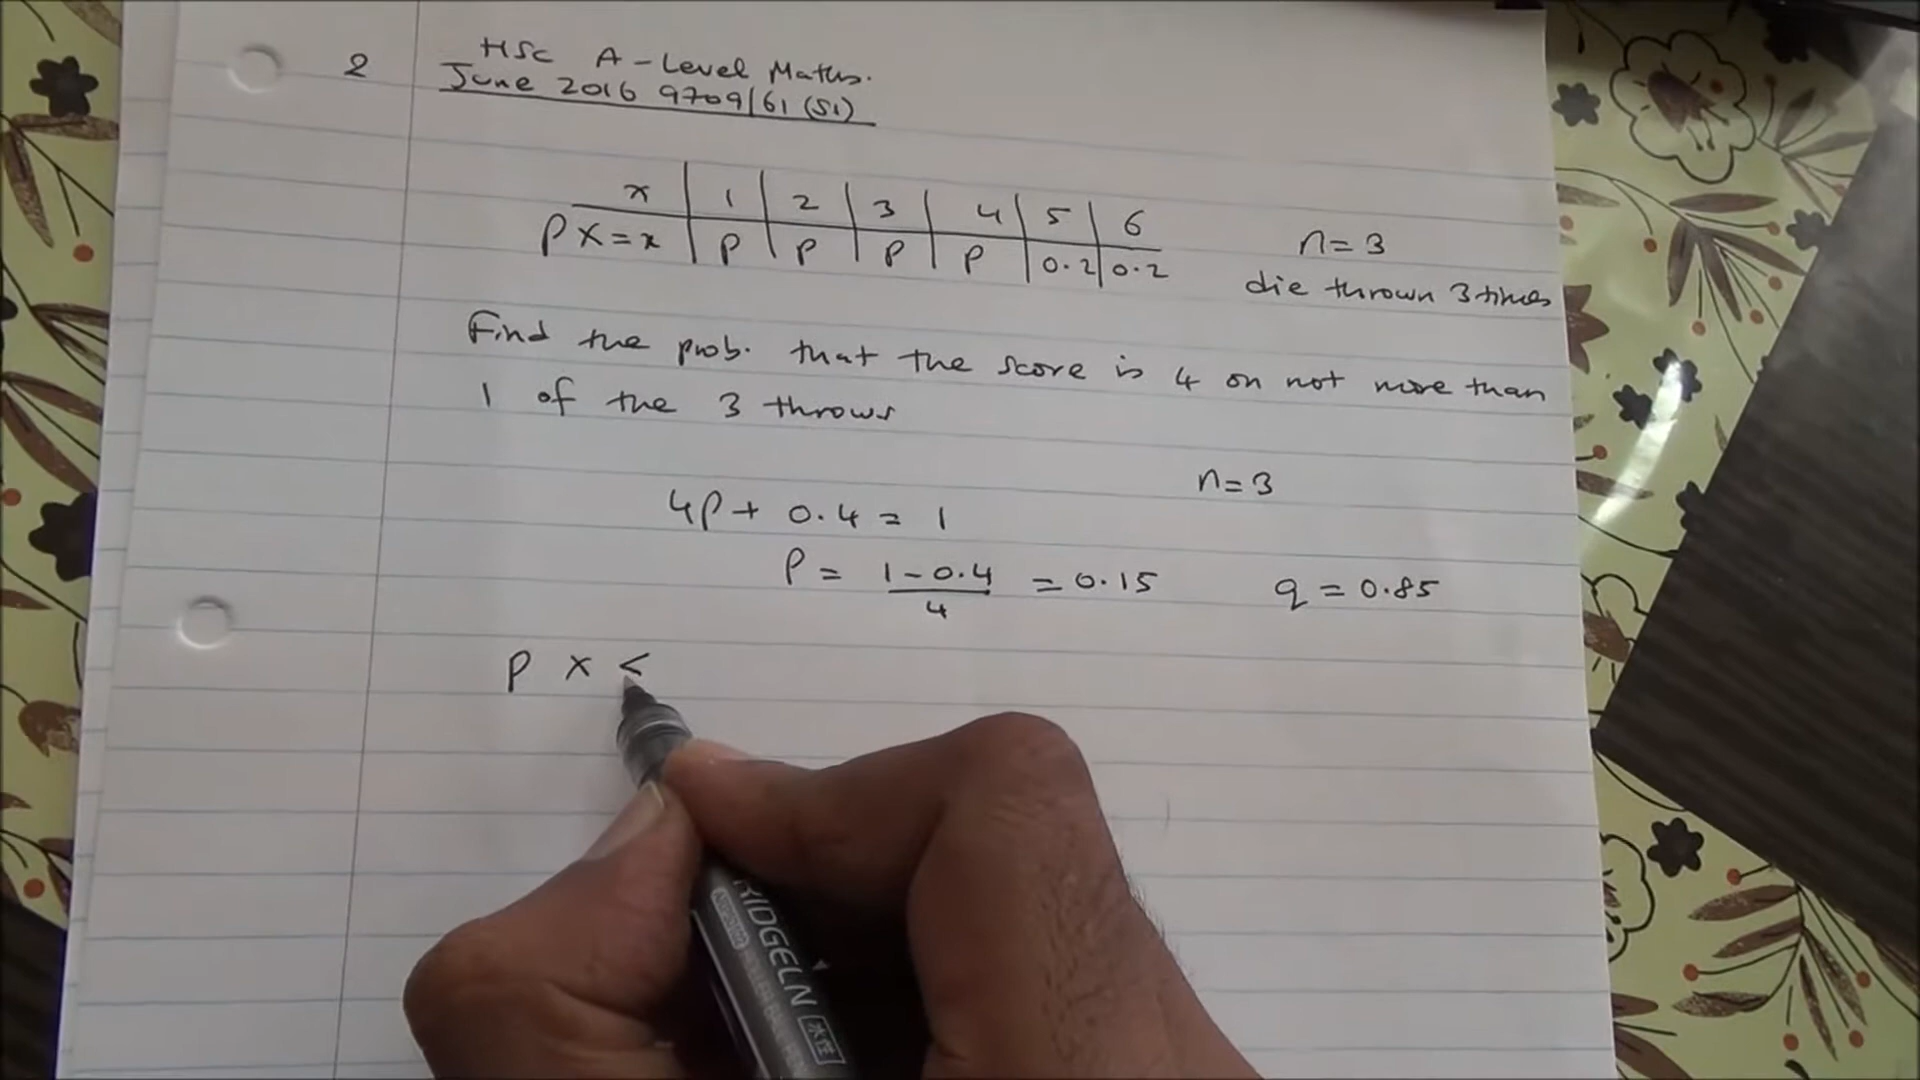 2
HSC A-Level Maths.
June 2016 9709/61 (S1)
x 1 2 3 4 5 6
P X=x P P P P 0.2 0.2
n=3
die thrown 3 times
Find the prob. that the score is 4 on not more than
1 of the 3 throws
n=3
4P+ 0.4 = 1
P = 1-0.4 = 0.15 q = 0.85
4
P X <
RIDGELN
水性